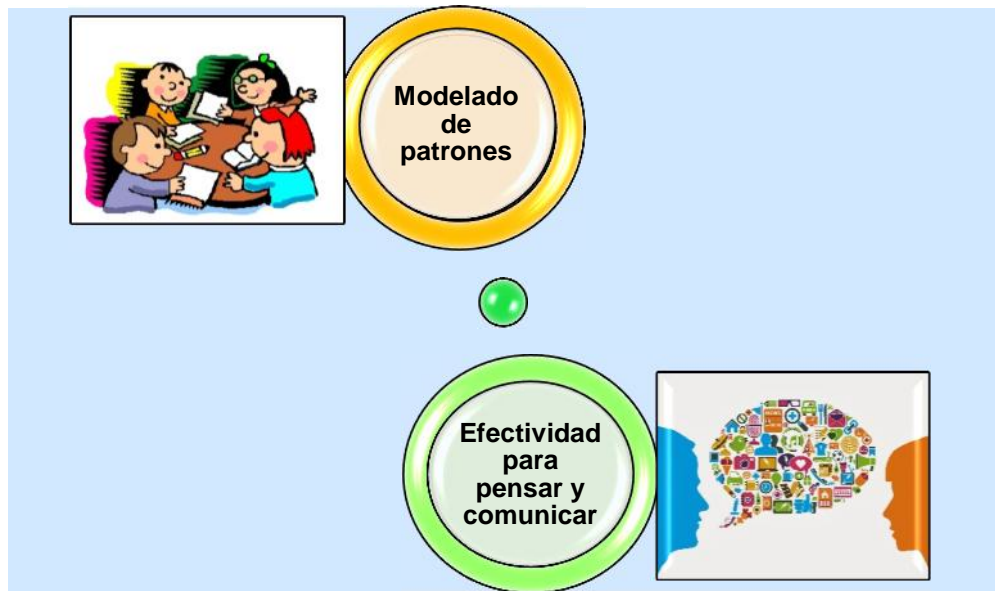 Modelado
de
patrones
Efectividad
para
pensar y
comunicar